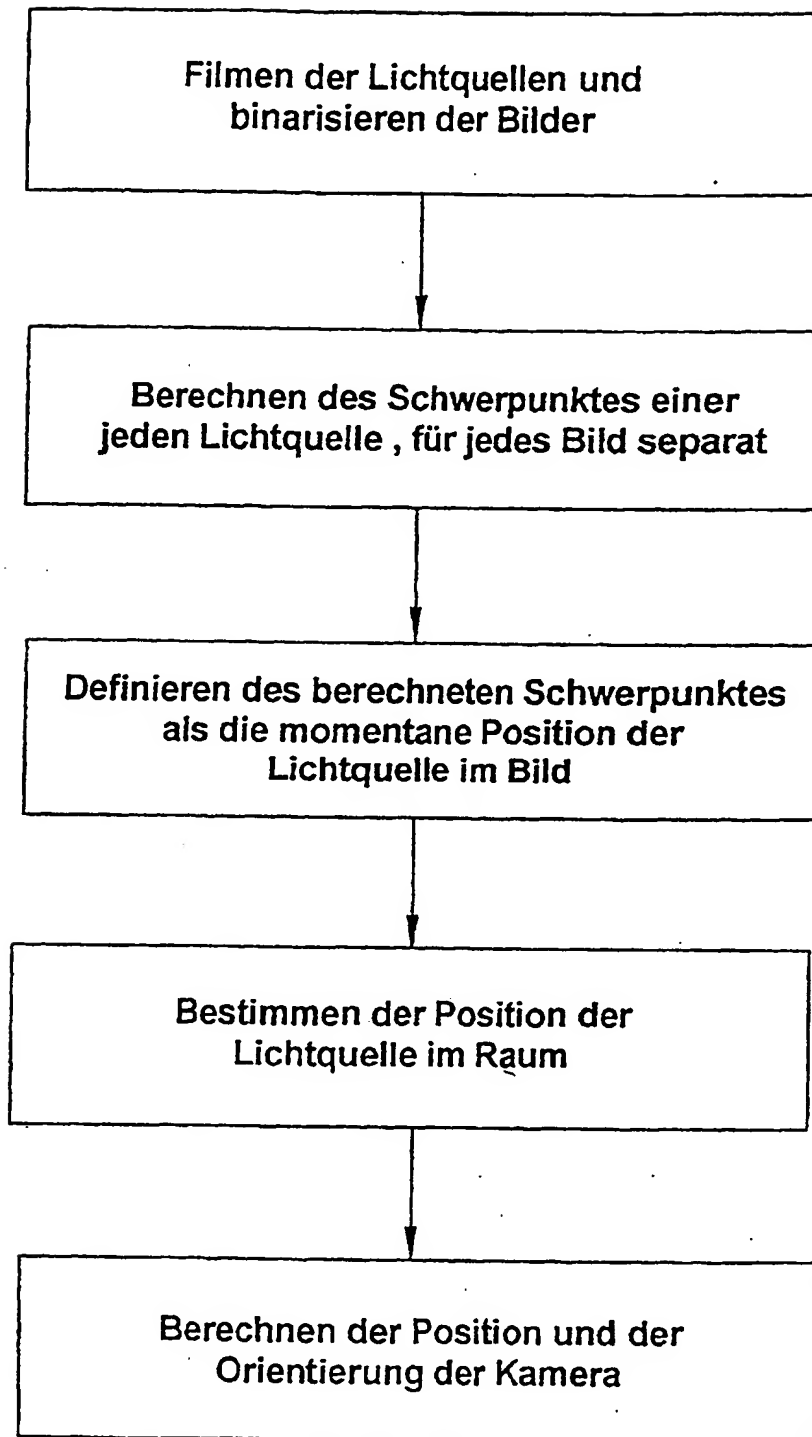 Filmen der Lichtquellen und
binarisieren der Bilder
Berechnen des Schwerpunktes einer
jeden Lichtquelle , für jedes Bild separat
Definieren des berechneten Schwerpunktes
als die momentane Position der
Lichtquelle im Bild
Bestimmen der Position der
Lichtquelle im Raum
Berechnen der Position und der
Orientierung der Kamera